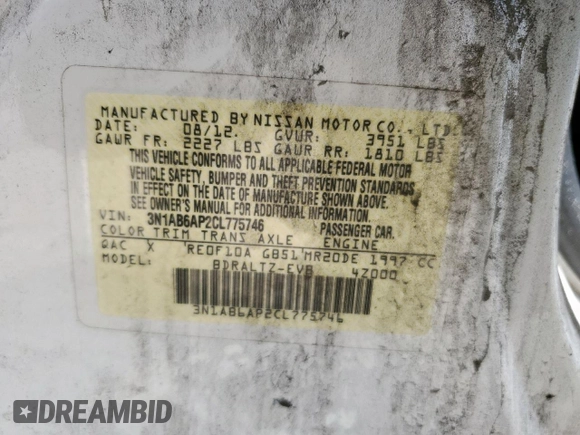 MANUFACTURED BY NISSAN MOTOR CO., LTD.
DATE: 08/12. GVWR: 3951 LBS
GAWR FR: 2227 LBS GAWR RR: 1810 LBS
THIS VEHICLE CONFORMS TO ALL APPLICABLE FEDERAL MOTOR
VEHICLE SAFETY, BUMPER AND THEFT PREVENTION STANDARDS
IN EFFECT ON THE DATE OF MANUFACTURE SHOWN ABOVE.
SEE OWNER'S MANUAL FOR ADDITIONAL INFORMATION.
VIN: 3N1AB6AP2CL775746 PASSENGER CAR.
COLOR TRIM TRANS AXLE ENGINE
QAC X RE0F10A GB51 MR20DE 1997 CC
MODEL: BDRALTZ-EVB 4Z000
3N1AB6AP2CL775746
DREAMBID